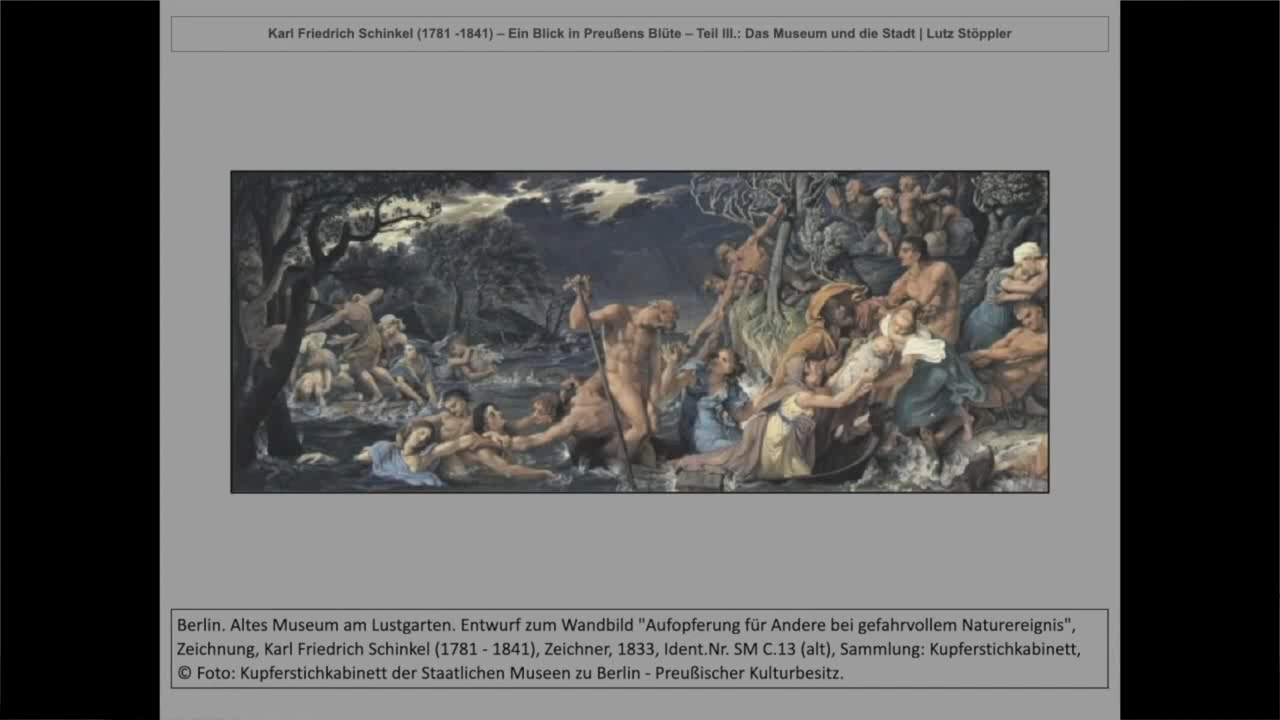 Karl Friedrich Schinkel (1781 -1841) – Ein Blick in Preußens Blüte – Teil III.: Das Museum und die Stadt | Lutz Stöppler
Berlin. Altes Museum am Lustgarten. Entwurf zum Wandbild "Aufopferung für Andere bei gefahrvollem Naturereignis",
Zeichnung, Karl Friedrich Schinkel (1781 - 1841), Zeichner, 1833, Ident.Nr. SM C.13 (alt), Sammlung: Kupferstichkabinett,
© Foto: Kupferstichkabinett der Staatlichen Museen zu Berlin - Preußischer Kulturbesitz.